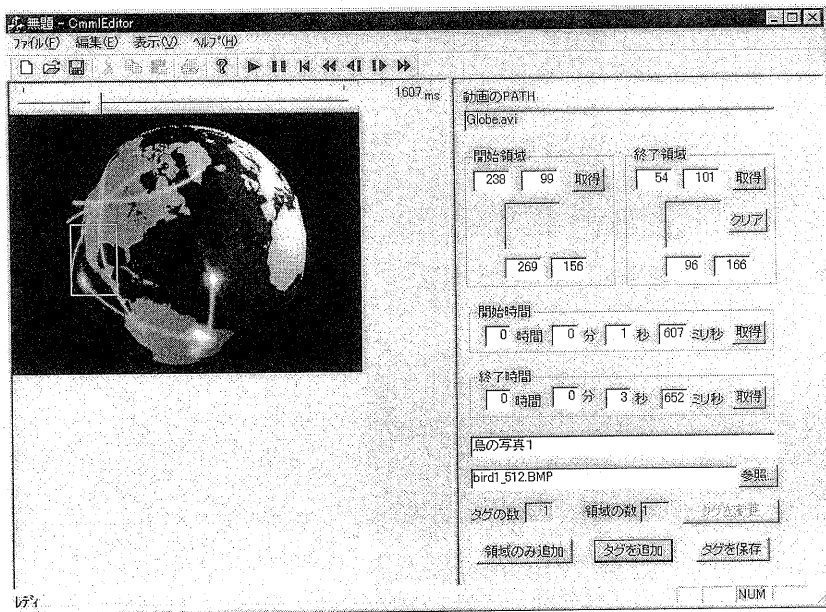 無題 - CmmlEditor
ファイル(F) 編集(E) 表示(V) ヘルプ(H)
1607 ms
動画のPATH
Globe.avi
開始領域
238 99 取得
269 156
終了領域
54 101 取得
クリア
96 166
開始時間
0 時間 0 分 1 秒 607 ミリ秒 取得
終了時間
0 時間 0 分 3 秒 652 ミリ秒 取得
鳥の写真1
bird1_512.BMP 参照...
タグの数 1 領域の数 1 タグを変更
領域のみ追加 タグを追加 タグを保存
レディ NUM